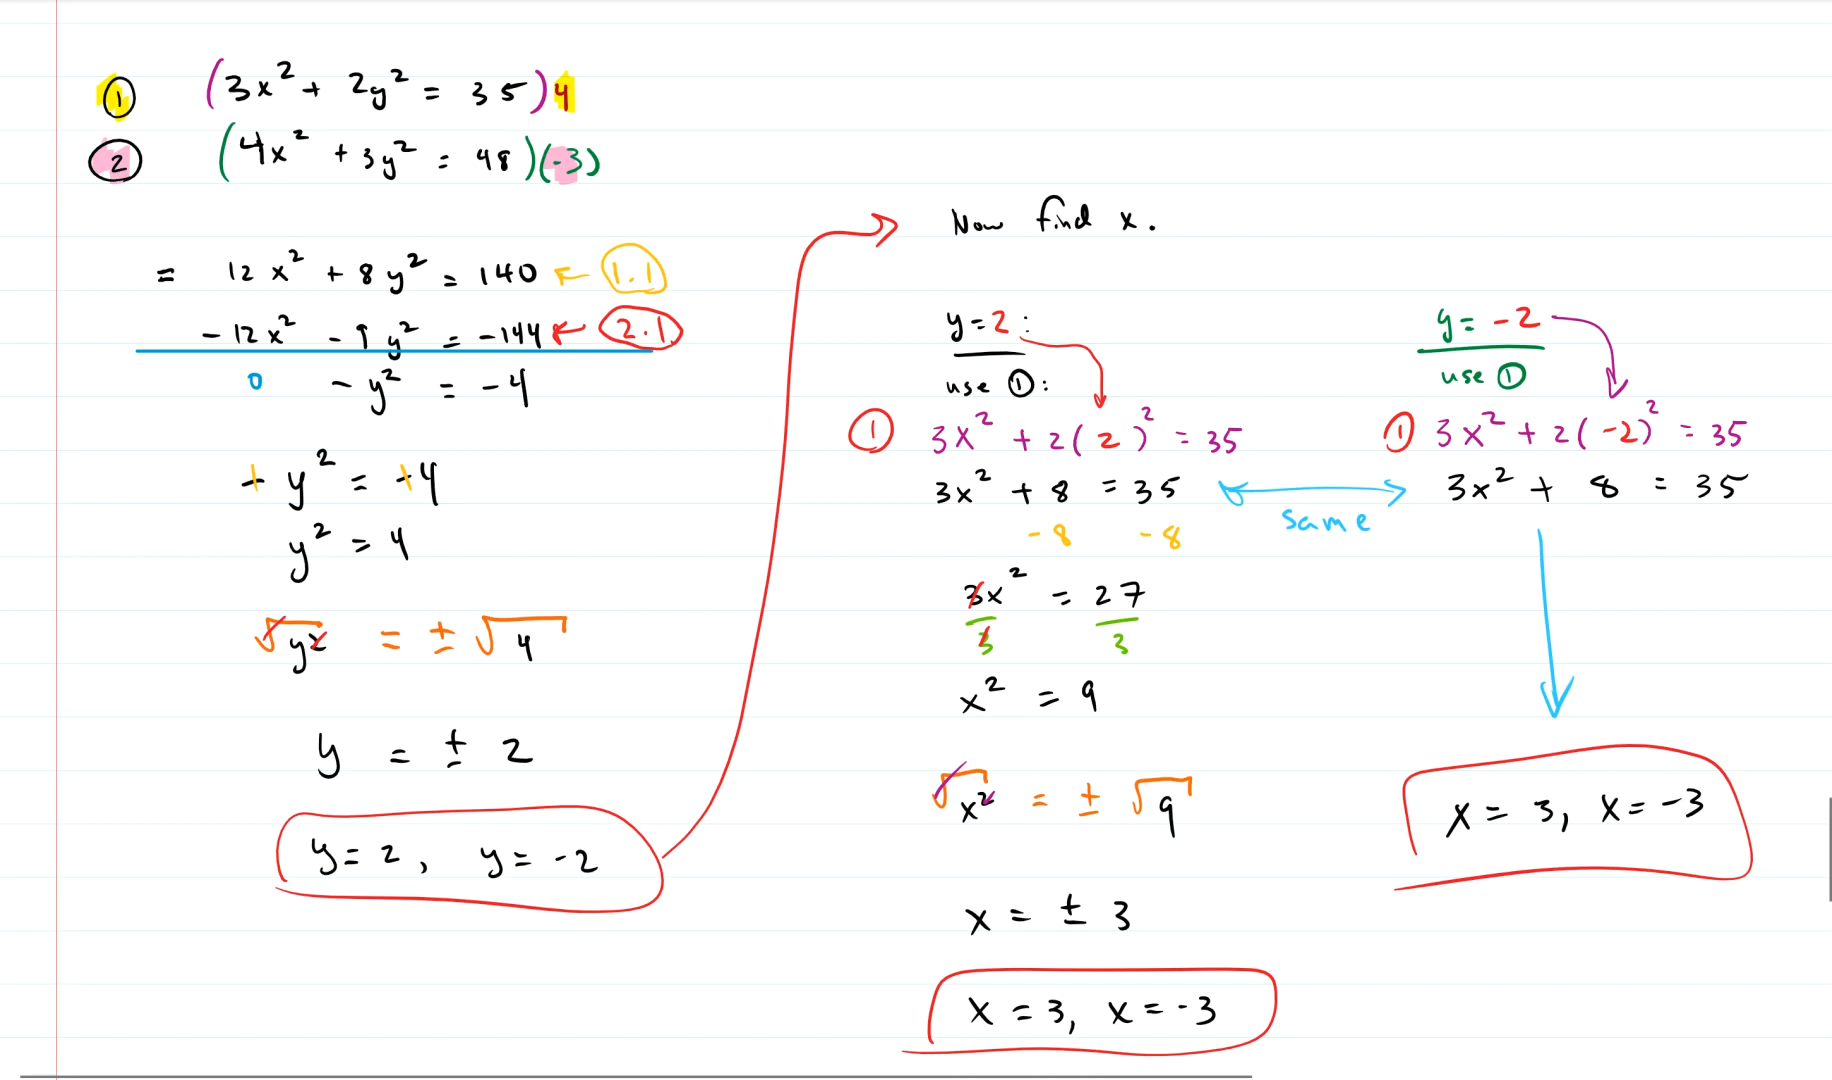 ① (3x² + 2y² = 35)4
② (4x² + 3y² = 48)(-3)
= 12x² + 8y² = 140 ← 1.1
-12x² - 9y² = -144 ← 2.1
0 - y² = -4
+ y² = +4
y² = 4
√y² = ± √4
y = ± 2
y = 2, y = -2
Now find x.
y = 2:
use ①:
① 3x² + 2(2)² = 35
3x² + 8 = 35
-8 -8
3x² = 27
3 3
x² = 9
√x² = ± √9
x = ± 3
x = 3, x = -3
same
y = -2
use ①
① 3x² + 2(-2)² = 35
3x² + 8 = 35
x = 3, x = -3